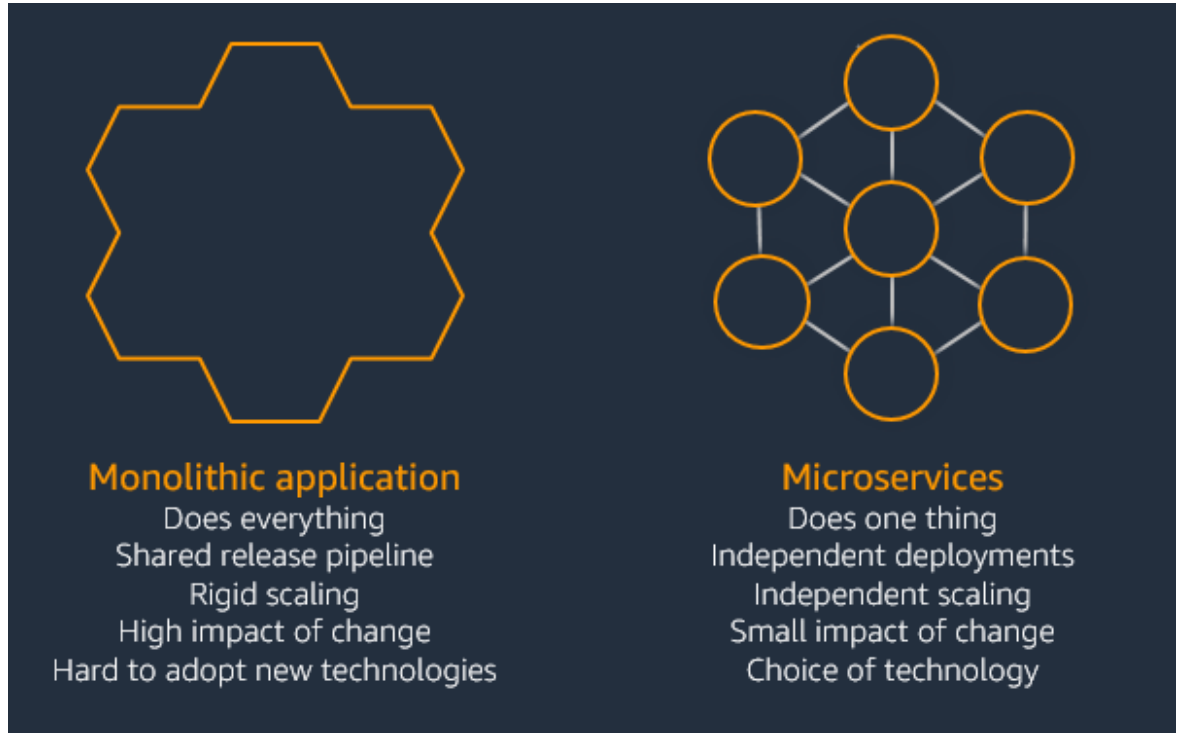 Monolithic application
Does everything
Shared release pipeline
Rigid scaling
High impact of change
Hard to adopt new technologies
Microservices
Does one thing
Independent deployments
Independent scaling
Small impact of change
Choice of technology